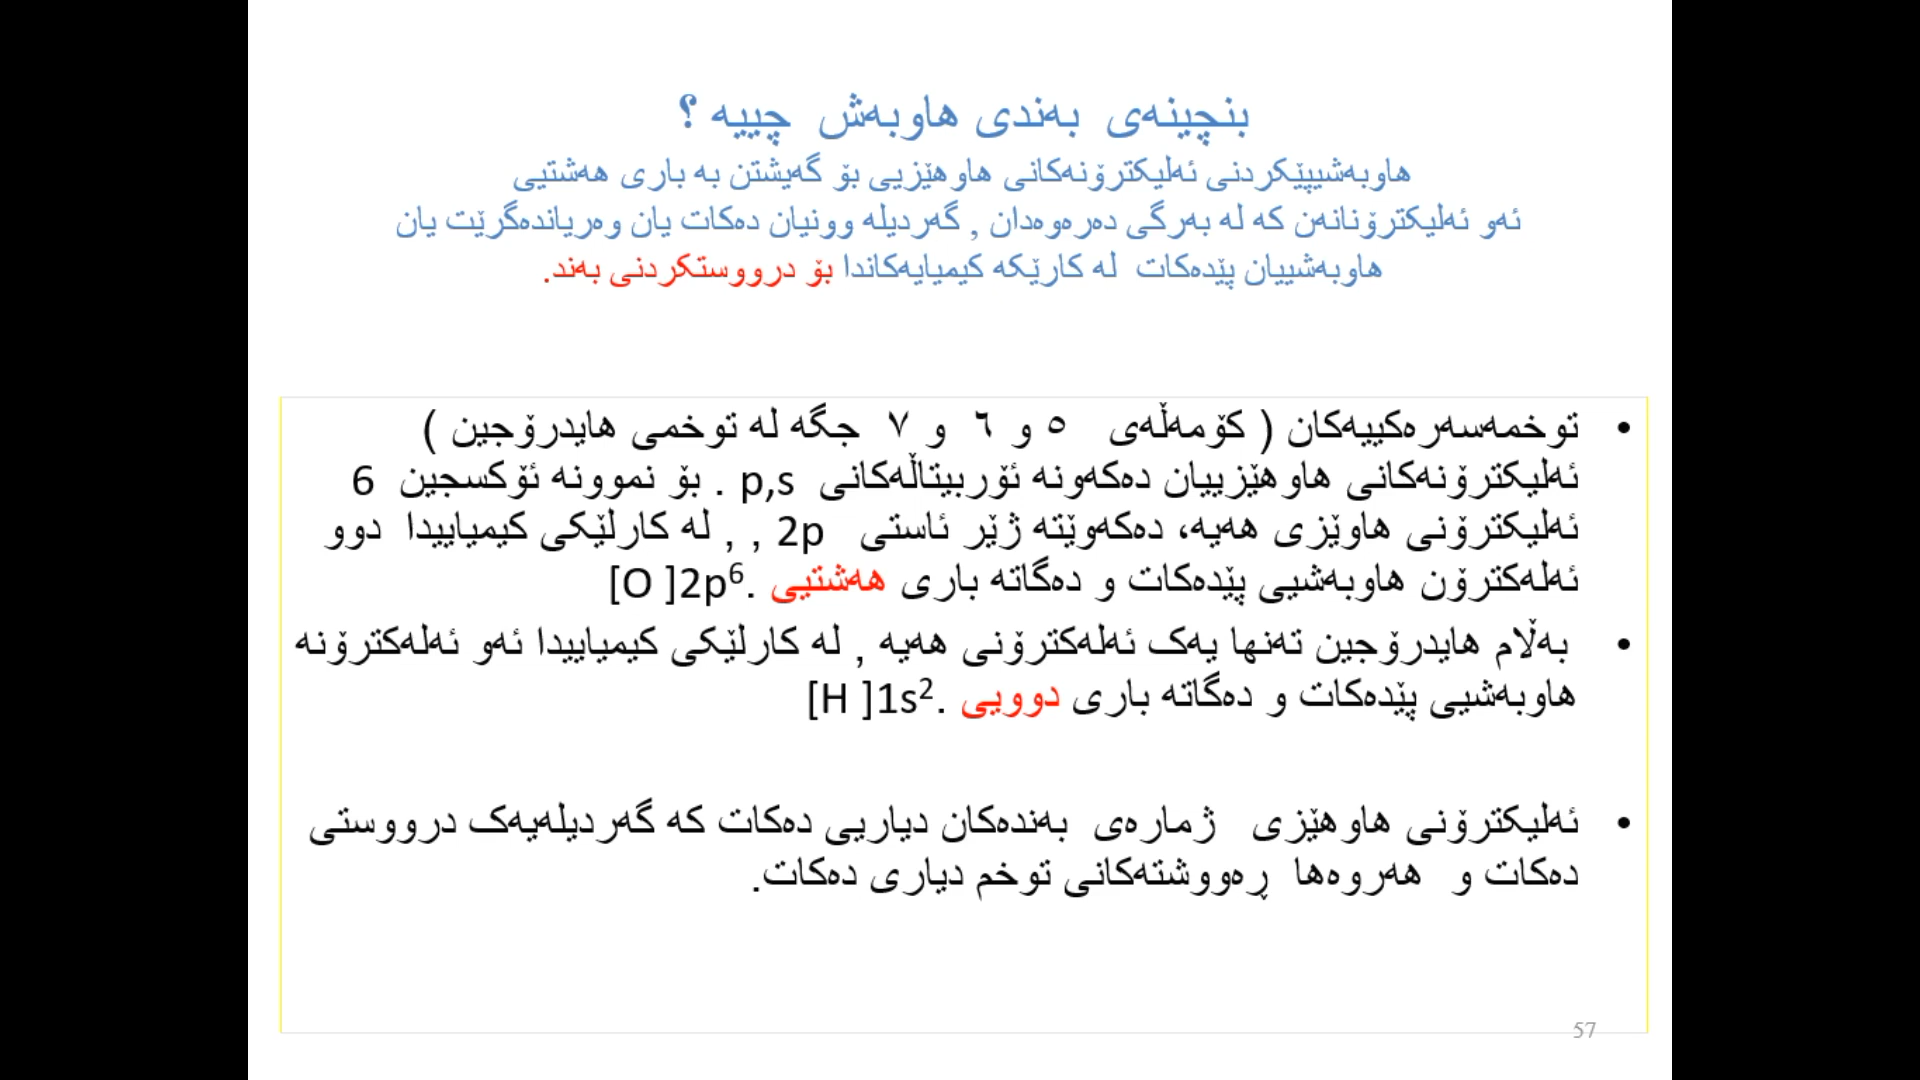 بنچینەی بەندی هاوبەش چییە ؟
هاوبەشیپێکردنی ئەلیکترۆنەکانی هاوهێزیی بۆ گەیشتن بە باری هەشتیی
ئەو ئەلیکترۆنانەن کە لە بەرگی دەرەوەدان , گەردیلە وونیان دەکات یان وەریاندەگرێت یان
هاوبەشییان پێدەکات لە کارێکە کیمیایەکاندا بۆ درووستکردنی بەند.
• توخمەسەرەکییەکان ( کۆمەڵەی ٥ و ٦ و ٧ جگە لە توخمی هایدرۆجین )
ئەلیکترۆنەکانی هاوهێزییان دەکەونە ئۆربیتاڵەکانی p,s . بۆ نموونە ئۆکسجین 6
ئەلیکترۆنی هاوێزی هەیە، دەکەوێتە ژێر ئاستی 2p , , لە کارلێکی کیمیاییدا دوو
ئەلەکترۆن هاوبەشیی پێدەکات و دەگاتە باری هەشتیی .[O ]2p⁶
• بەڵام هایدرۆجین تەنها یەک ئەلەکترۆنی هەیە , لە کارلێکی کیمیاییدا ئەو ئەلەکترۆنە
هاوبەشیی پێدەکات و دەگاتە باری دوویی .[H ]1s²
• ئەلیکترۆنی هاوهێزی ژمارەی بەندەکان دیاریی دەکات کە گەردیلەیەک درووستی
دەکات و هەروەها ڕەووشتەکانی توخم دیاری دەکات.
57